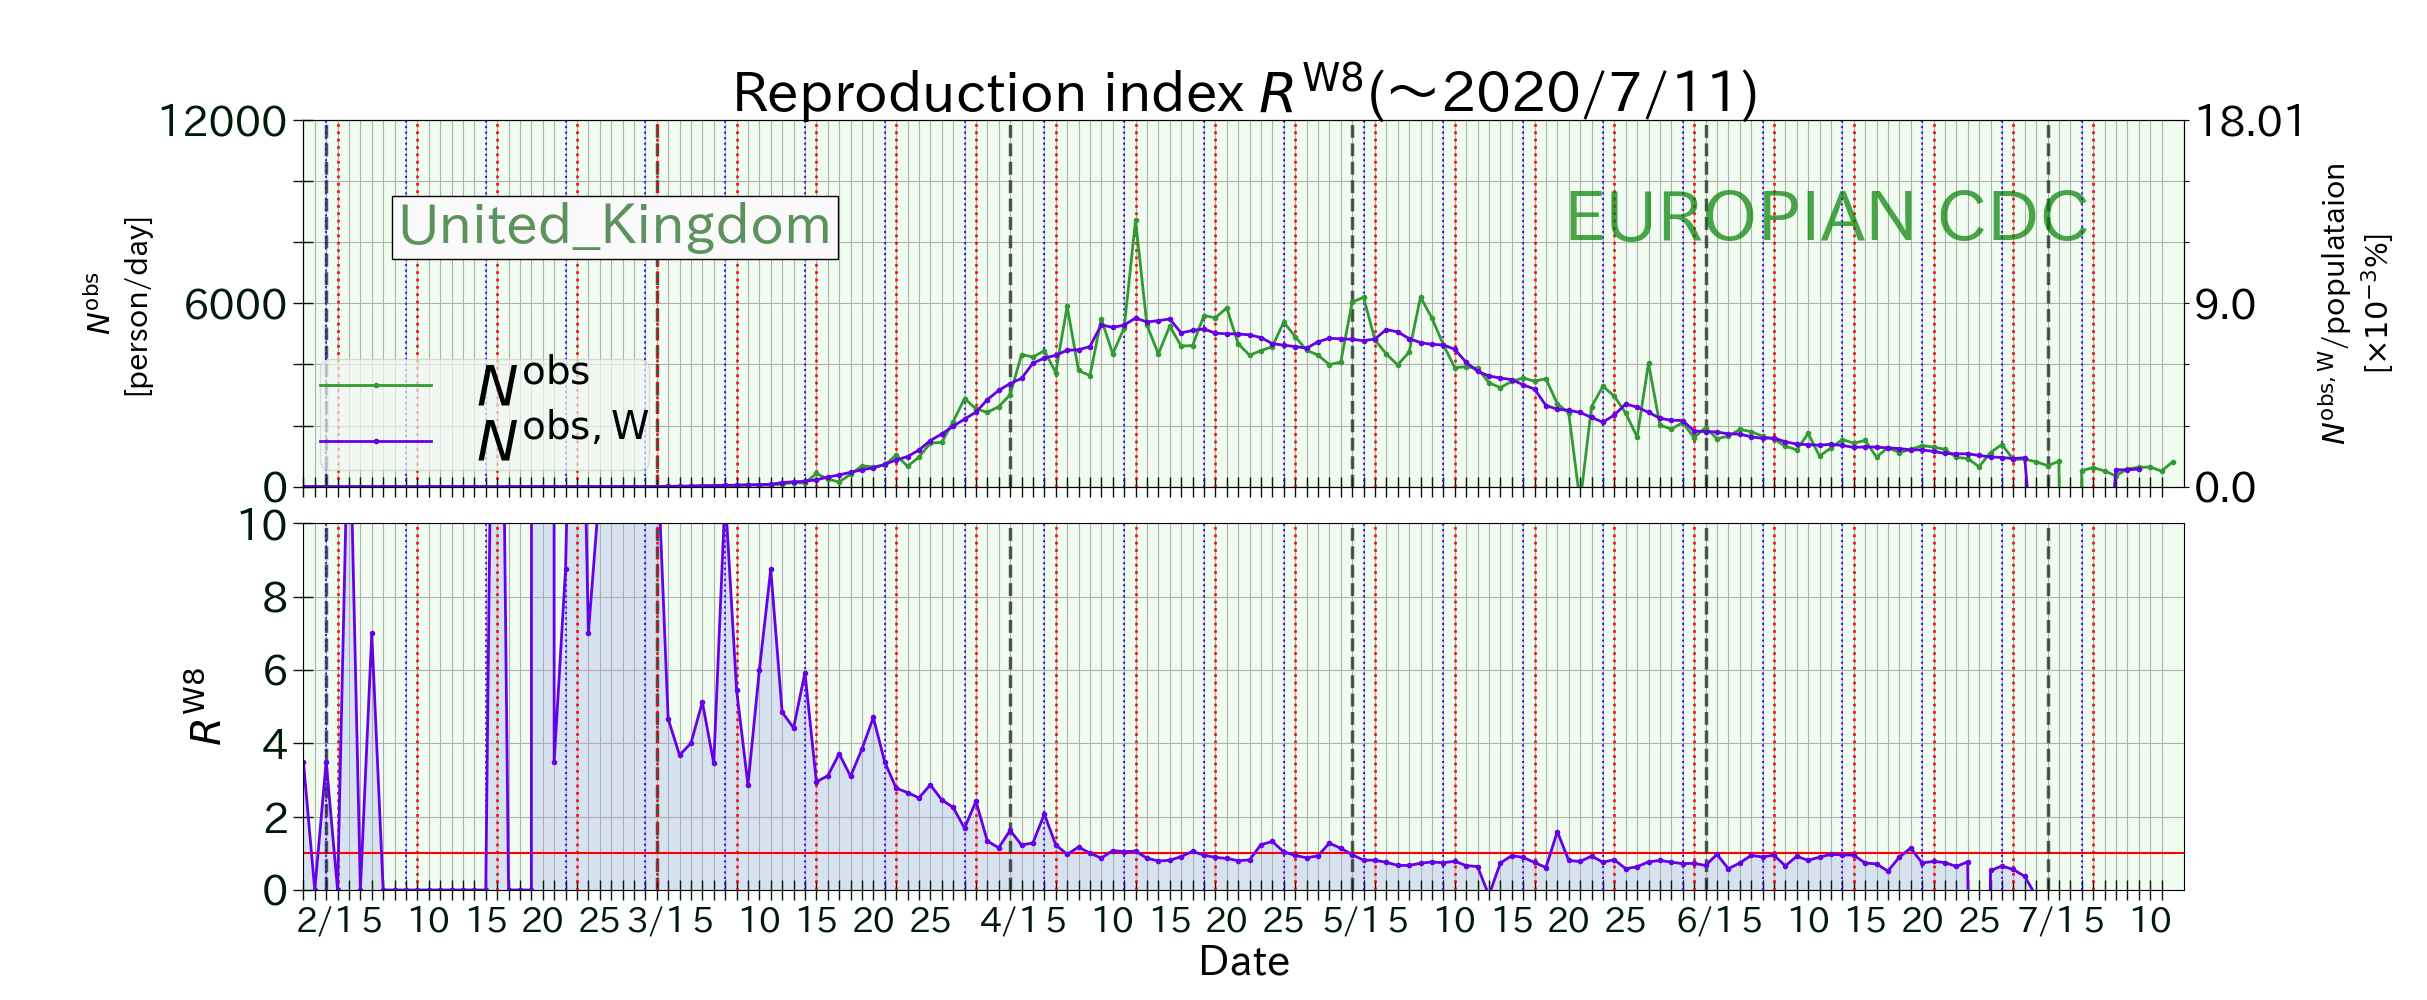 Reproduction index R^W8(～2020/7/11)
12000
6000
0
N^obs
[person/day]
United_Kingdom
EUROPIAN CDC
N^obs
N^obs, W
18.01
9.0
0.0
N^obs, W/populataion
[×10^−3%]
10
8
6
4
2
0
R^W8
2/1 5 10 15 20 25 3/1 5 10 15 20 25 4/1 5 10 15 20 25 5/1 5 10 15 20 25 6/1 5 10 15 20 25 7/1 5 10
Date